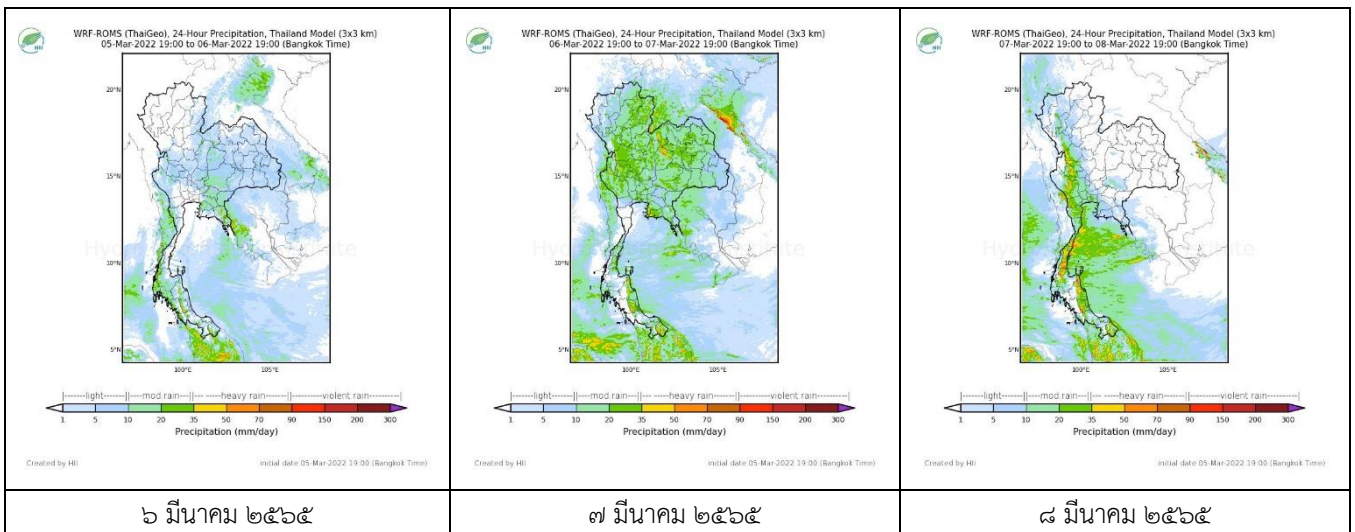 HII
WRF-ROMS (ThaiGeo), 24-Hour Precipitation, Thailand Model (3x3 km)
05-Mar-2022 19:00 to 06-Mar-2022 19:00 (Bangkok Time)
20°N
15°N
10°N
5°N
100°E 105°E
|------light------||---mod rain---||--- ---heavy rain------||------violent rain---|
1 5 10 20 35 50 70 90 150 200 300
Precipitation (mm/day)
Created by HII initial date 05-Mar-2022 19:00 (Bangkok Time)
๖ มีนาคม ๒๕๖๕
HII
WRF-ROMS (ThaiGeo), 24-Hour Precipitation, Thailand Model (3x3 km)
06-Mar-2022 19:00 to 07-Mar-2022 19:00 (Bangkok Time)
20°N
15°N
10°N
5°N
100°E 105°E
|------light------||---mod rain---||--- ---heavy rain------||------violent rain---|
1 5 10 20 35 50 70 90 150 200 300
Precipitation (mm/day)
Created by HII initial date 05-Mar-2022 19:00 (Bangkok Time)
๗ มีนาคม ๒๕๖๕
HII
WRF-ROMS (ThaiGeo), 24-Hour Precipitation, Thailand Model (3x3 km)
07-Mar-2022 19:00 to 08-Mar-2022 19:00 (Bangkok Time)
20°N
15°N
10°N
5°N
100°E 105°E
|------light------||---mod rain---||--- ---heavy rain------||------violent rain---|
1 5 10 20 35 50 70 90 150 200 300
Precipitation (mm/day)
Created by HII initial date 05-Mar-2022 19:00 (Bangkok Time)
๘ มีนาคม ๒๕๖๕